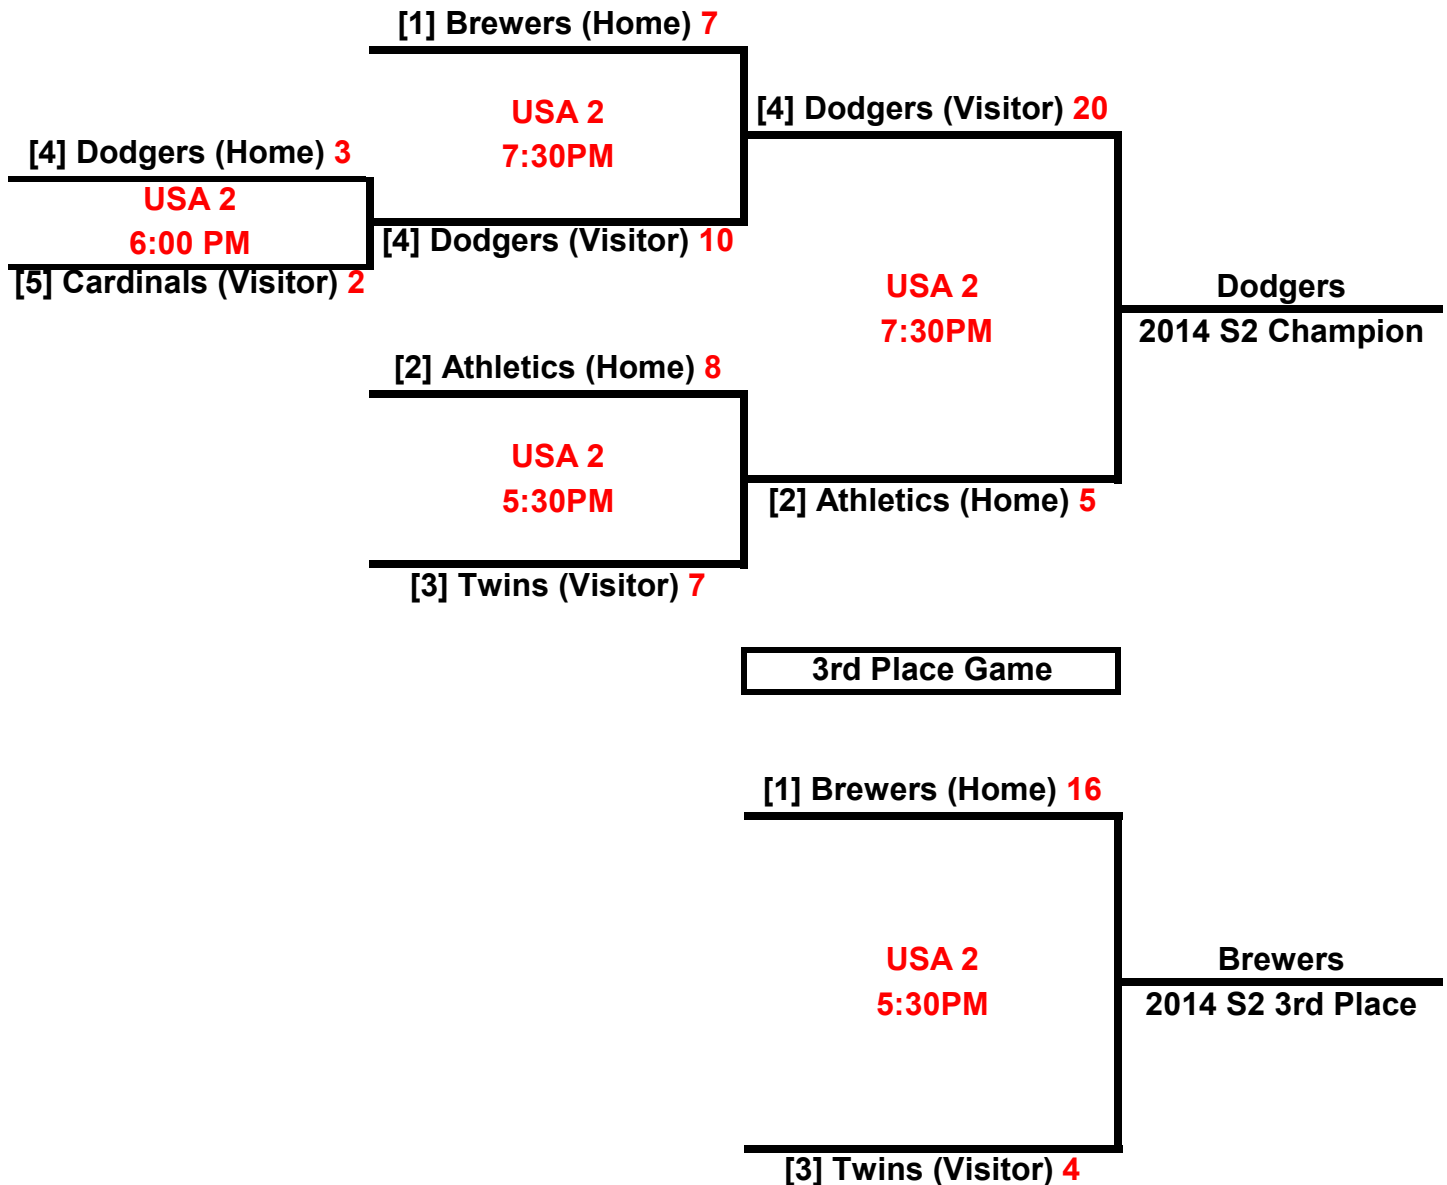 [1] Brewers (Home) 7
USA 2
7:30PM
[4] Dodgers (Visitor) 20
[4] Dodgers (Home) 3
USA 2
6:00 PM
[4] Dodgers (Visitor) 10
[5] Cardinals (Visitor) 2
USA 2
7:30PM
Dodgers
2014 S2 Champion
[2] Athletics (Home) 8
USA 2
5:30PM
[2] Athletics (Home) 5
[3] Twins (Visitor) 7
3rd Place Game
[1] Brewers (Home) 16
USA 2
5:30PM
Brewers
2014 S2 3rd Place
[3] Twins (Visitor) 4